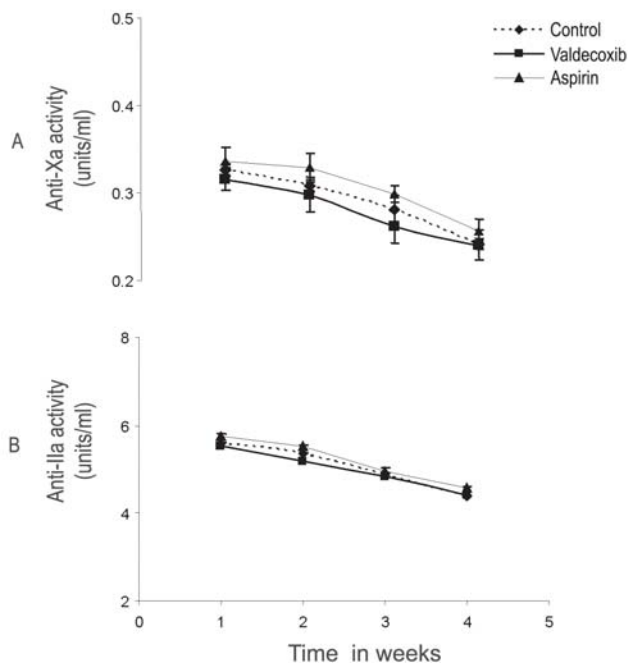 Control
Valdecoxib
Aspirin
A
Anti-Xa activity
(units/ml)
0.5
0.4
0.3
0.2
B
Anti-IIa activity
(units/ml)
8
6
4
2
0 1 2 3 4 5
Time in weeks